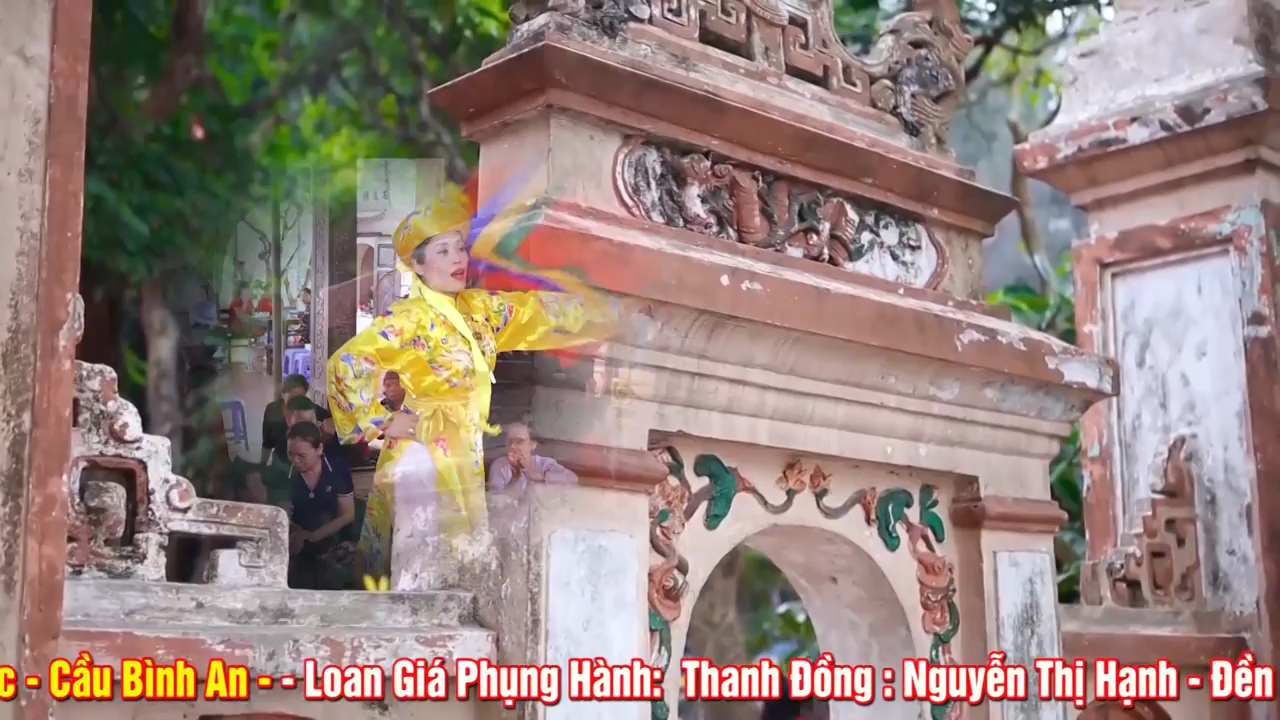 c - Cầu Bình An - - Loan Giá Phụng Hành: Thanh Đồng : Nguyễn Thị Hạnh - Đền